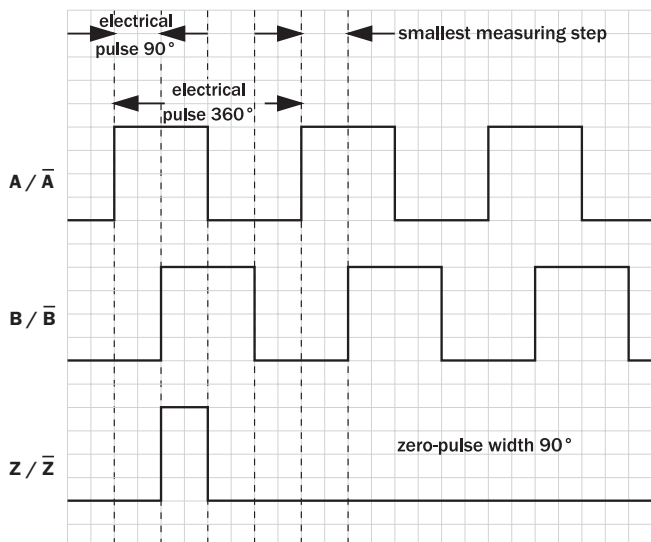 electrical
pulse 90°
smallest measuring step
electrical
pulse 360°
A / A̅
B / B̅
Z / Z̅
zero-pulse width 90°